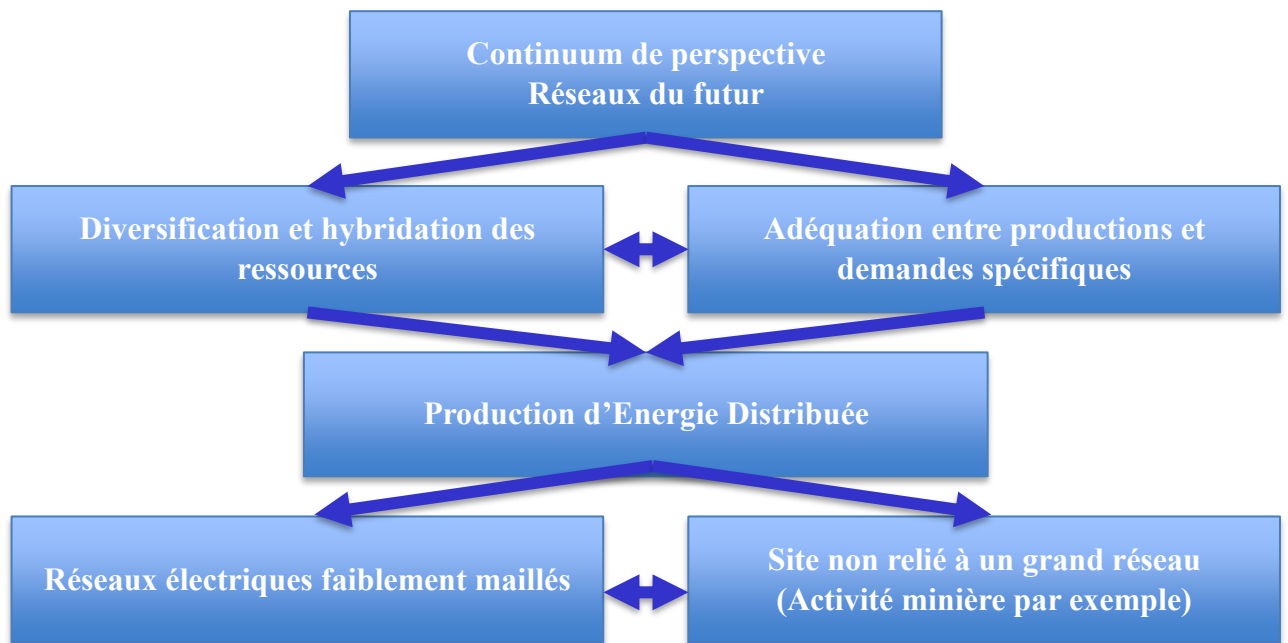 Continuum de perspective
Réseaux du futur
Diversification et hybridation des
ressources
Adéquation entre productions et
demandes spécifiques
Production d’Energie Distribuée
Réseaux électriques faiblement maillés
Site non relié à un grand réseau
(Activité minière par exemple)